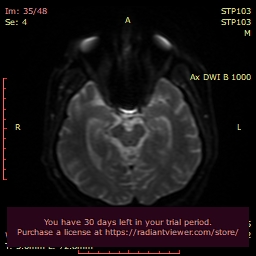 Im: 35/48
Se: 4
A
STP103
STP103
M
Ax DWI B 1000
R
L
You have 30 days left in your trial period.
Purchase a license at https://radiantviewer.com/store/